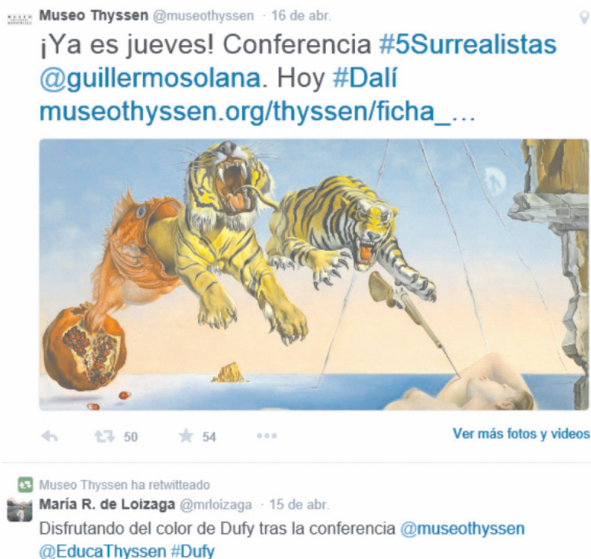 Museo Thyssen @museothyssen · 16 de abr.
¡Ya es jueves! Conferencia #5Surrealistas
@guillermosolana. Hoy #Dalí
museothyssen.org/thyssen/ficha_...
50 54 Ver más fotos y videos
Museo Thyssen ha retwitteado
María R. de Loizaga @mrloizaga · 15 de abr.
Disfrutando del color de Dufy tras la conferencia @museothyssen
@EducaThyssen #Dufy